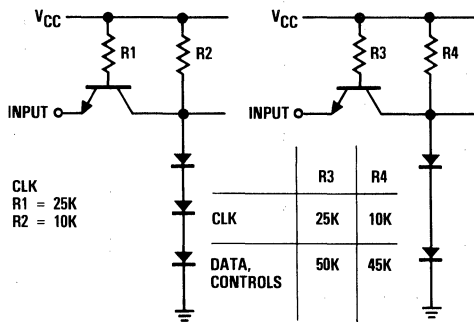 VCC
R1
R2
INPUT
CLK
R1 = 25K
R2 = 10K
VCC
R3
R4
INPUT
R3 R4
CLK 25K 10K
DATA, CONTROLS 50K 45K